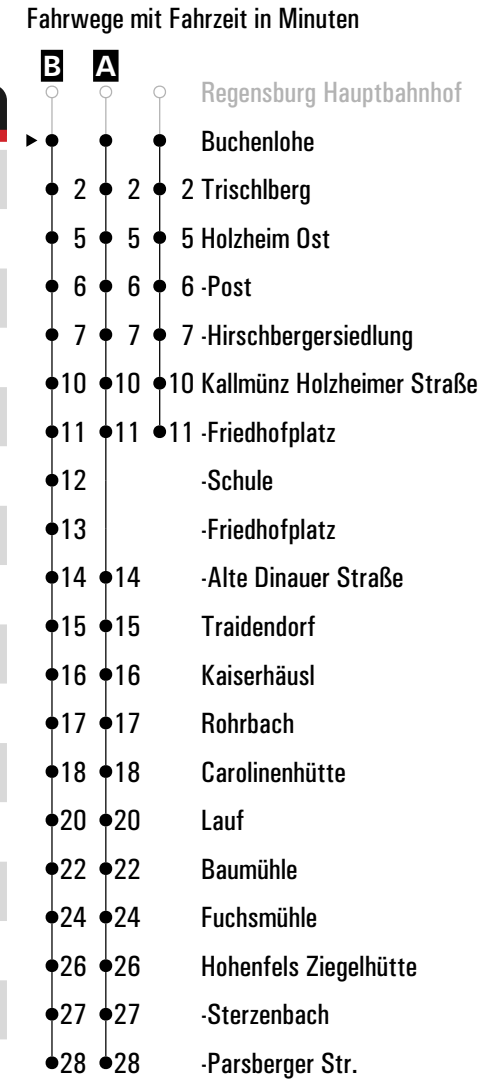 Fahrwege mit Fahrzeit in Minuten
B A
Regensburg Hauptbahnhof
Buchenlohe
2 2 2 Trischlberg
5 5 5 Holzheim Ost
6 6 6 -Post
7 7 7 -Hirschbergersiedlung
10 10 10 Kallmünz Holzheimer Straße
11 11 11 -Friedhofplatz
12 -Schule
13 -Friedhofplatz
14 14 -Alte Dinauer Straße
15 15 Traidendorf
16 16 Kaiserhäusl
17 17 Rohrbach
18 18 Carolinenhütte
20 20 Lauf
22 22 Baumühle
24 24 Fuchsmühle
26 26 Hohenfels Ziegelhütte
27 27 -Sterzenbach
28 28 -Parsberger Str.